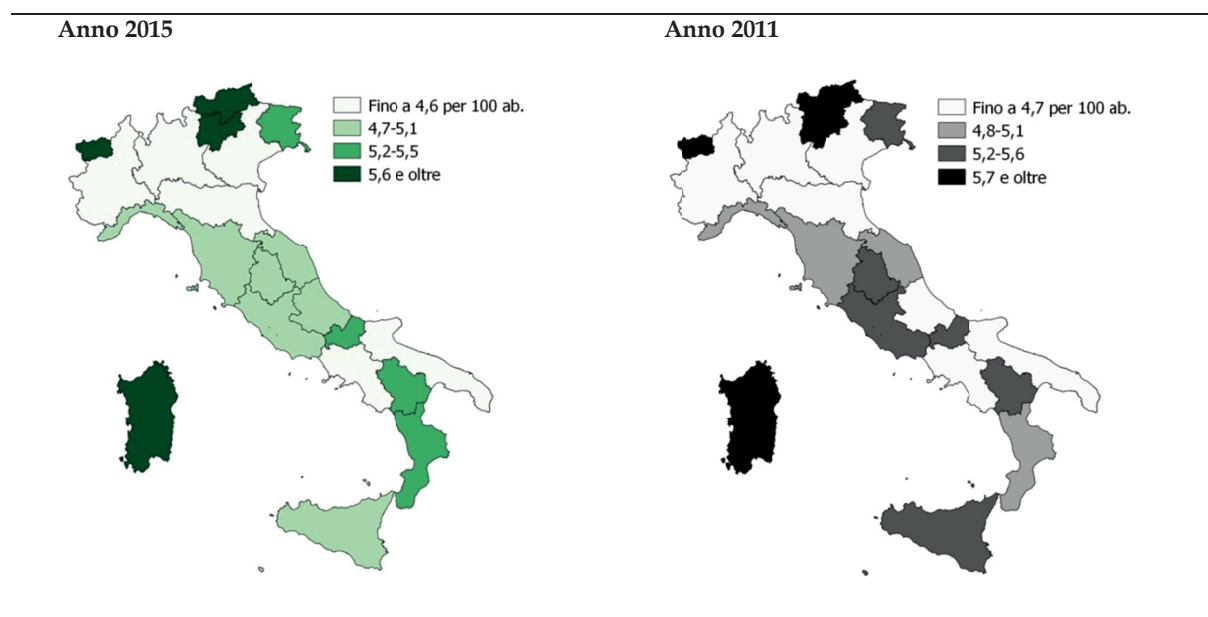 Anno 2015
Fino a 4,6 per 100 ab.
4,7-5,1
5,2-5,5
5,6 e oltre
Anno 2011
Fino a 4,7 per 100 ab.
4,8-5,1
5,2-5,6
5,7 e oltre